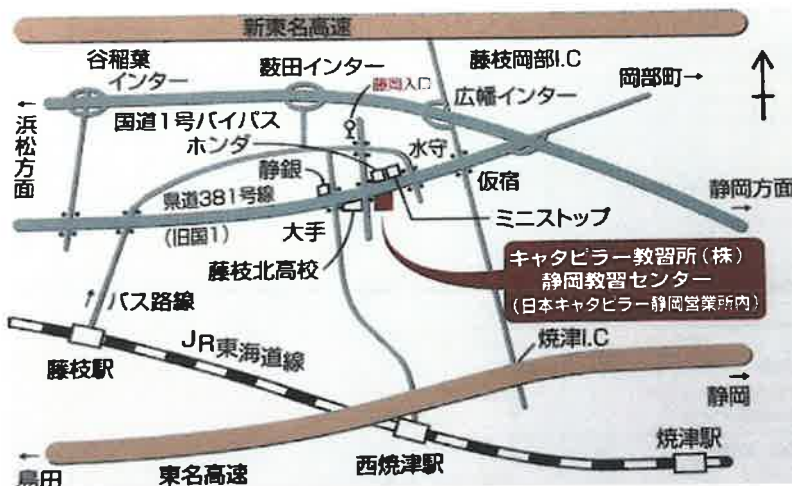 新東名高速
谷稲葉
インター
藪田インター
藤岡入口
藤枝岡部I.C
岡部町→
←
浜松方面
国道1号バイパス
広幡インター
ホンダ
水守
静銀
仮宿
静岡方面
→
県道381号線
(旧国1)
大手
ミニストップ
藤枝北高校
キャタピラー教習所(株)
静岡教習センター
(日本キャタピラー静岡営業所内)
バス路線
藤枝駅
JR東海道線
焼津I.C
→
静岡
←
島田
東名高速
西焼津駅
焼津駅